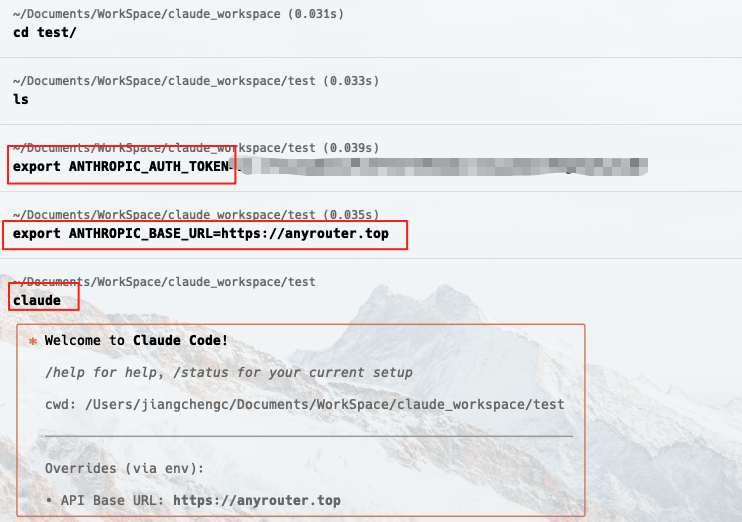 ~/Documents/WorkSpace/claude_workspace (0.031s)
cd test/
~/Documents/WorkSpace/claude_workspace/test (0.033s)
ls
~/Documents/WorkSpace/claude_workspace/test (0.039s)
export ANTHROPIC_AUTH_TOKEN
~/Documents/WorkSpace/claude_workspace/test (0.035s)
export ANTHROPIC_BASE_URL=https://anyrouter.top
~/Documents/WorkSpace/claude_workspace/test
claude
* Welcome to Claude Code!
/help for help, /status for your current setup
cwd: /Users/jiangchengc/Documents/WorkSpace/claude_workspace/test
Overrides (via env):
• API Base URL: https://anyrouter.top